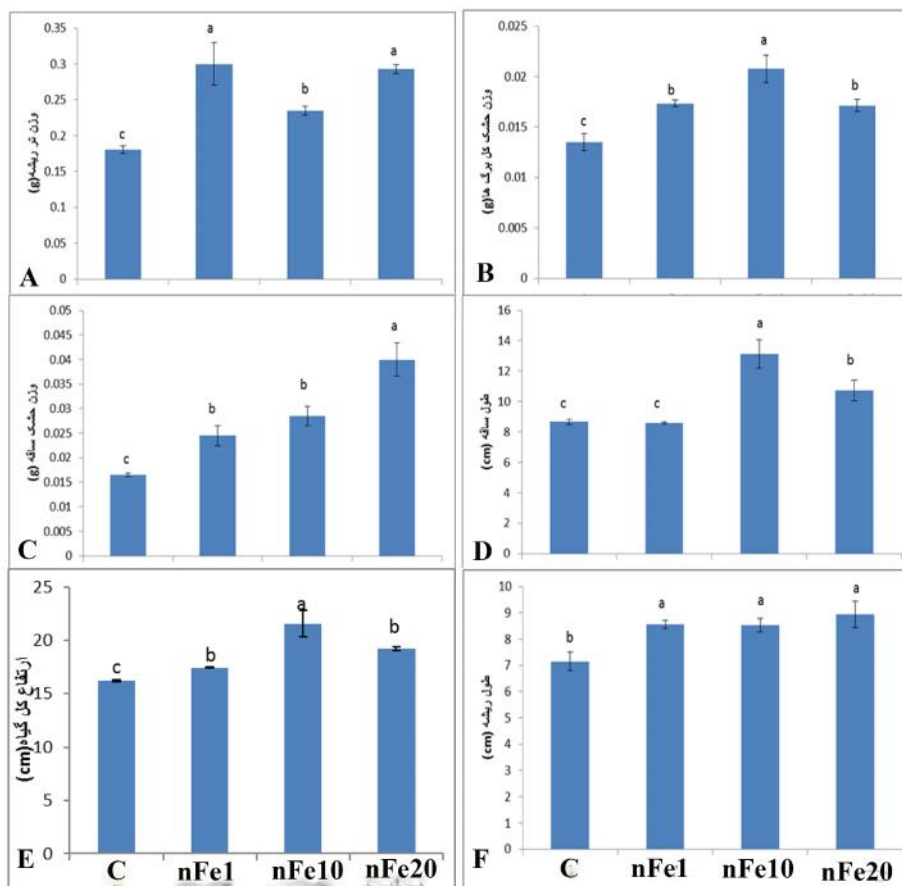 وزن تر ریشه(g)
0.35
0.3
0.25
0.2
0.15
0.1
0.05
0
c
a
b
a
A
وزن خشک کل برگ ها(g)
0.025
0.02
0.015
0.01
0.005
0
c
b
a
b
B
وزن خشک ساقه (g)
0.05
0.045
0.04
0.035
0.03
0.025
0.02
0.015
0.01
0.005
0
c
b
b
a
C
طول ساقه (cm)
16
14
12
10
8
6
4
2
0
c
c
a
b
D
ارتفاع کل گیاه(cm)
25
20
15
10
5
0
c
b
a
b
E
C nFe1 nFe10 nFe20
طول ریشه (cm)
10
9
8
7
6
5
4
3
2
1
0
b
a
a
a
F
C nFe1 nFe10 nFe20